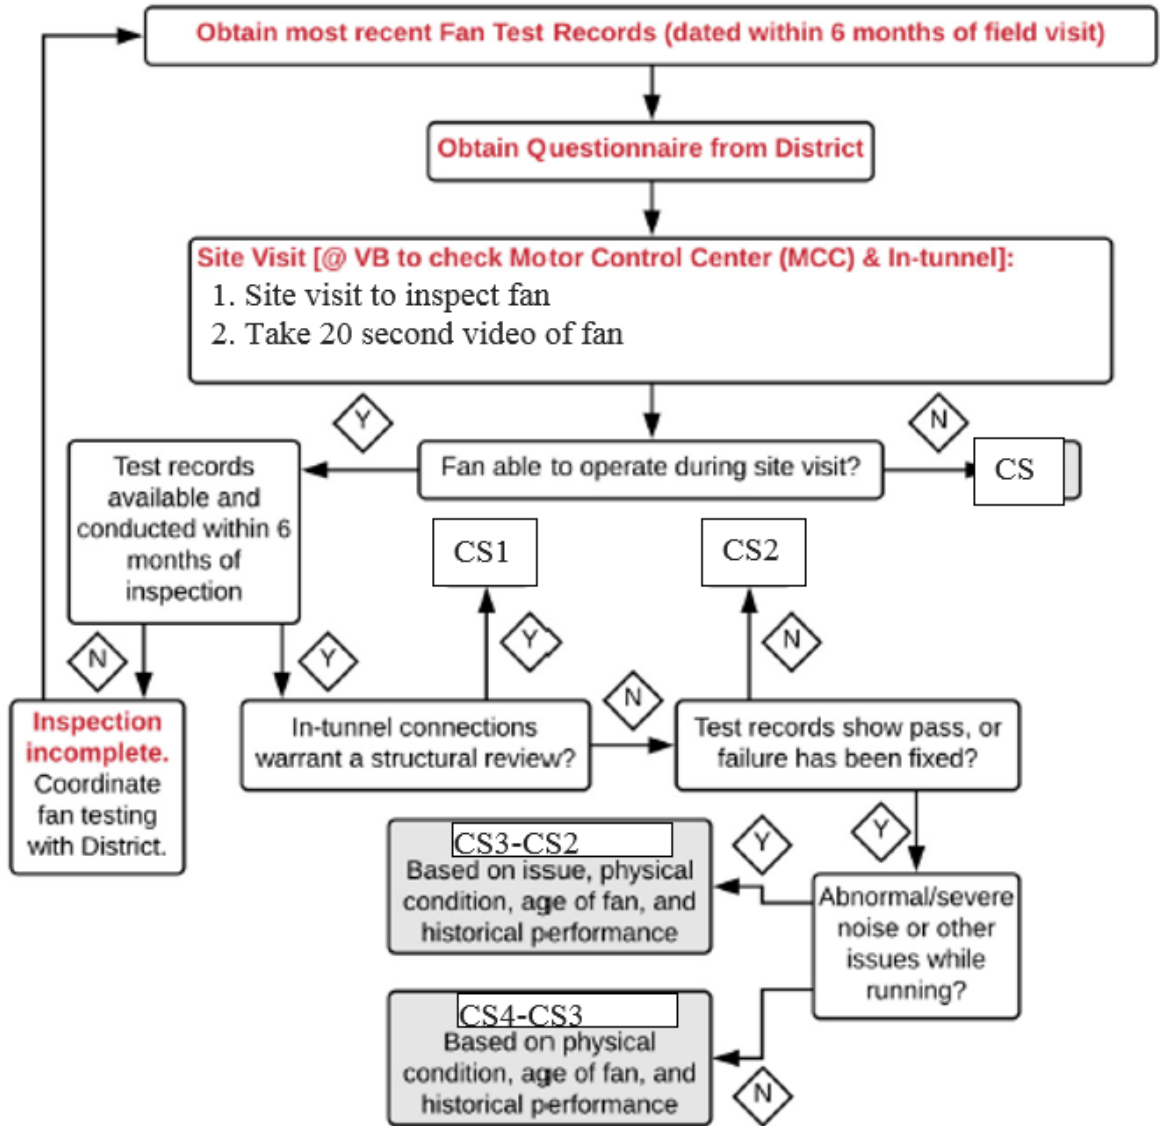 Obtain most recent Fan Test Records (dated within 6 months of field visit)
Obtain Questionnaire from District
Site Visit [@ VB to check Motor Control Center (MCC) & In-tunnel]:
1. Site visit to inspect fan
2. Take 20 second video of fan
Y
N
Fan able to operate during site visit?
CS
Test records
available and
conducted within 6
months of
inspection
CS1
CS2
N
Y
Y
N
N
Inspection
incomplete.
Coordinate
fan testing
with District.
In-tunnel connections
warrant a structural review?
Test records show pass, or
failure has been fixed?
Y
Y
CS3-CS2
Based on issue, physical
condition, age of fan, and
historical performance
Abnormal/severe
noise or other
issues while
running?
CS4-CS3
Based on physical
condition, age of fan, and
historical performance
N